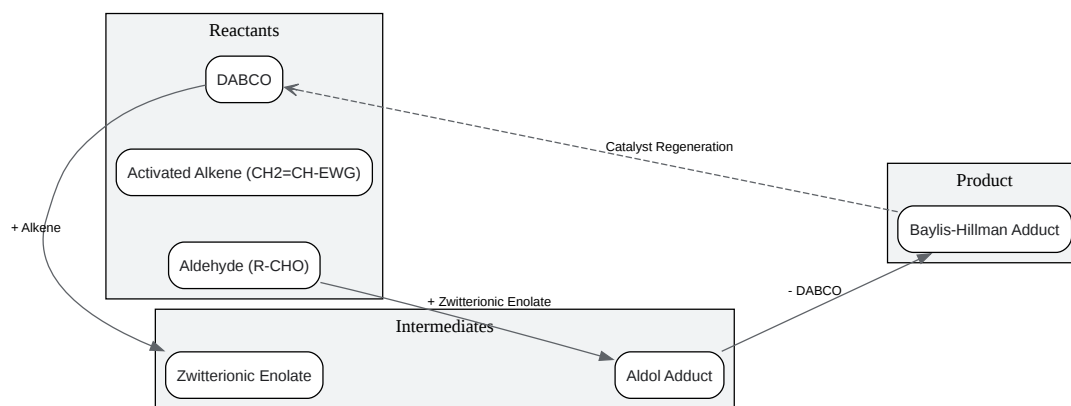 Reactants
DABCO
Catalyst Regeneration
Activated Alkene (CH2=CH-EWG)
Product
+ Alkene
Baylis-Hillman Adduct
Aldehyde (R-CHO)
- DABCO
+ Zwitterionic Enolate
Intermediates
Zwitterionic Enolate
Aldol Adduct